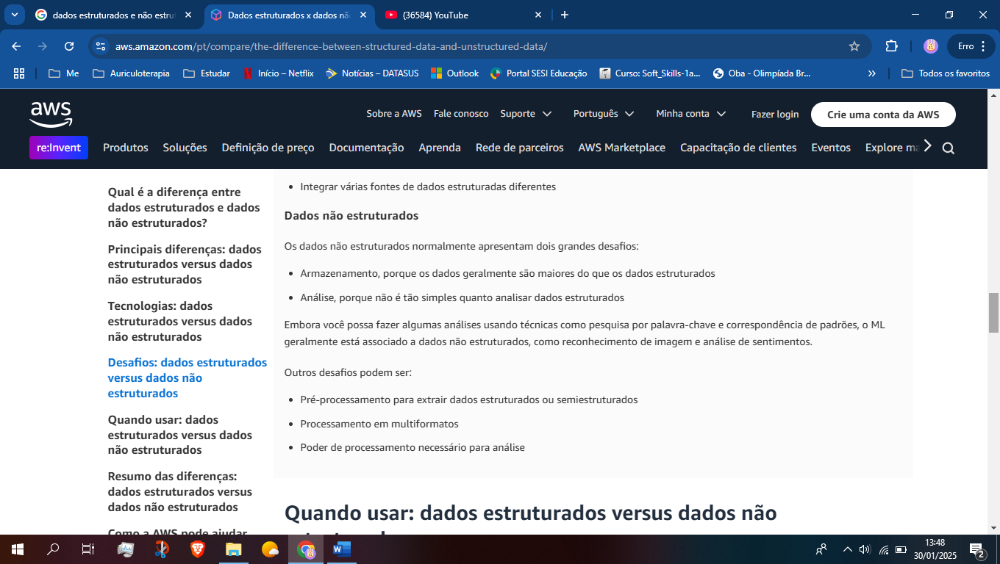 dados estruturados e não estru
Dados estruturados x dados nã
(36584) YouTube
aws.amazon.com/pt/compare/the-difference-between-structured-data-and-unstructured-data/
Erro
Me
Auriculoterapia
Estudar
Início – Netflix
Notícias – DATASUS
Outlook
Portal SESI Educação
Curso: Soft_Skills-1a...
Oba - Olimpíada Br...
»
Todos os favoritos
aws
Sobre a AWS
Fale conosco
Suporte
Português
Minha conta
Fazer login
Crie uma conta da AWS
re:Invent
Produtos
Soluções
Definição de preço
Documentação
Aprenda
Rede de parceiros
AWS Marketplace
Capacitação de clientes
Eventos
Explore ma
Qual é a diferença entre
dados estruturados e dados
não estruturados?
Principais diferenças: dados
estruturados versus dados
não estruturados
Tecnologias: dados
estruturados versus dados
não estruturados
Desafios: dados estruturados
versus dados não
estruturados
Quando usar: dados
estruturados versus dados
não estruturados
Resumo das diferenças:
dados estruturados versus
dados não estruturados
Como a AWS pode ajudar
• Integrar várias fontes de dados estruturadas diferentes
Dados não estruturados
Os dados não estruturados normalmente apresentam dois grandes desafios:
• Armazenamento, porque os dados geralmente são maiores do que os dados estruturados
• Análise, porque não é tão simples quanto analisar dados estruturados
Embora você possa fazer algumas análises usando técnicas como pesquisa por palavra-chave e correspondência de padrões, o ML
geralmente está associado a dados não estruturados, como reconhecimento de imagem e análise de sentimentos.
Outros desafios podem ser:
• Pré-processamento para extrair dados estruturados ou semiestruturados
• Processamento em multiformatos
• Poder de processamento necessário para análise
Quando usar: dados estruturados versus dados não
13:48
30/01/2025
2